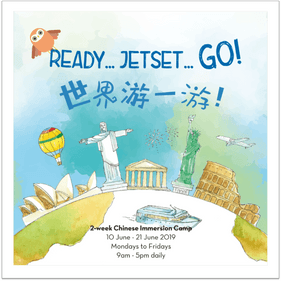 READY... JETSET... GO!
世界游一游!
2-week Chinese Immersion Camp
10 June - 21 June 2019
Mondays to Fridays
9am - 5pm daily